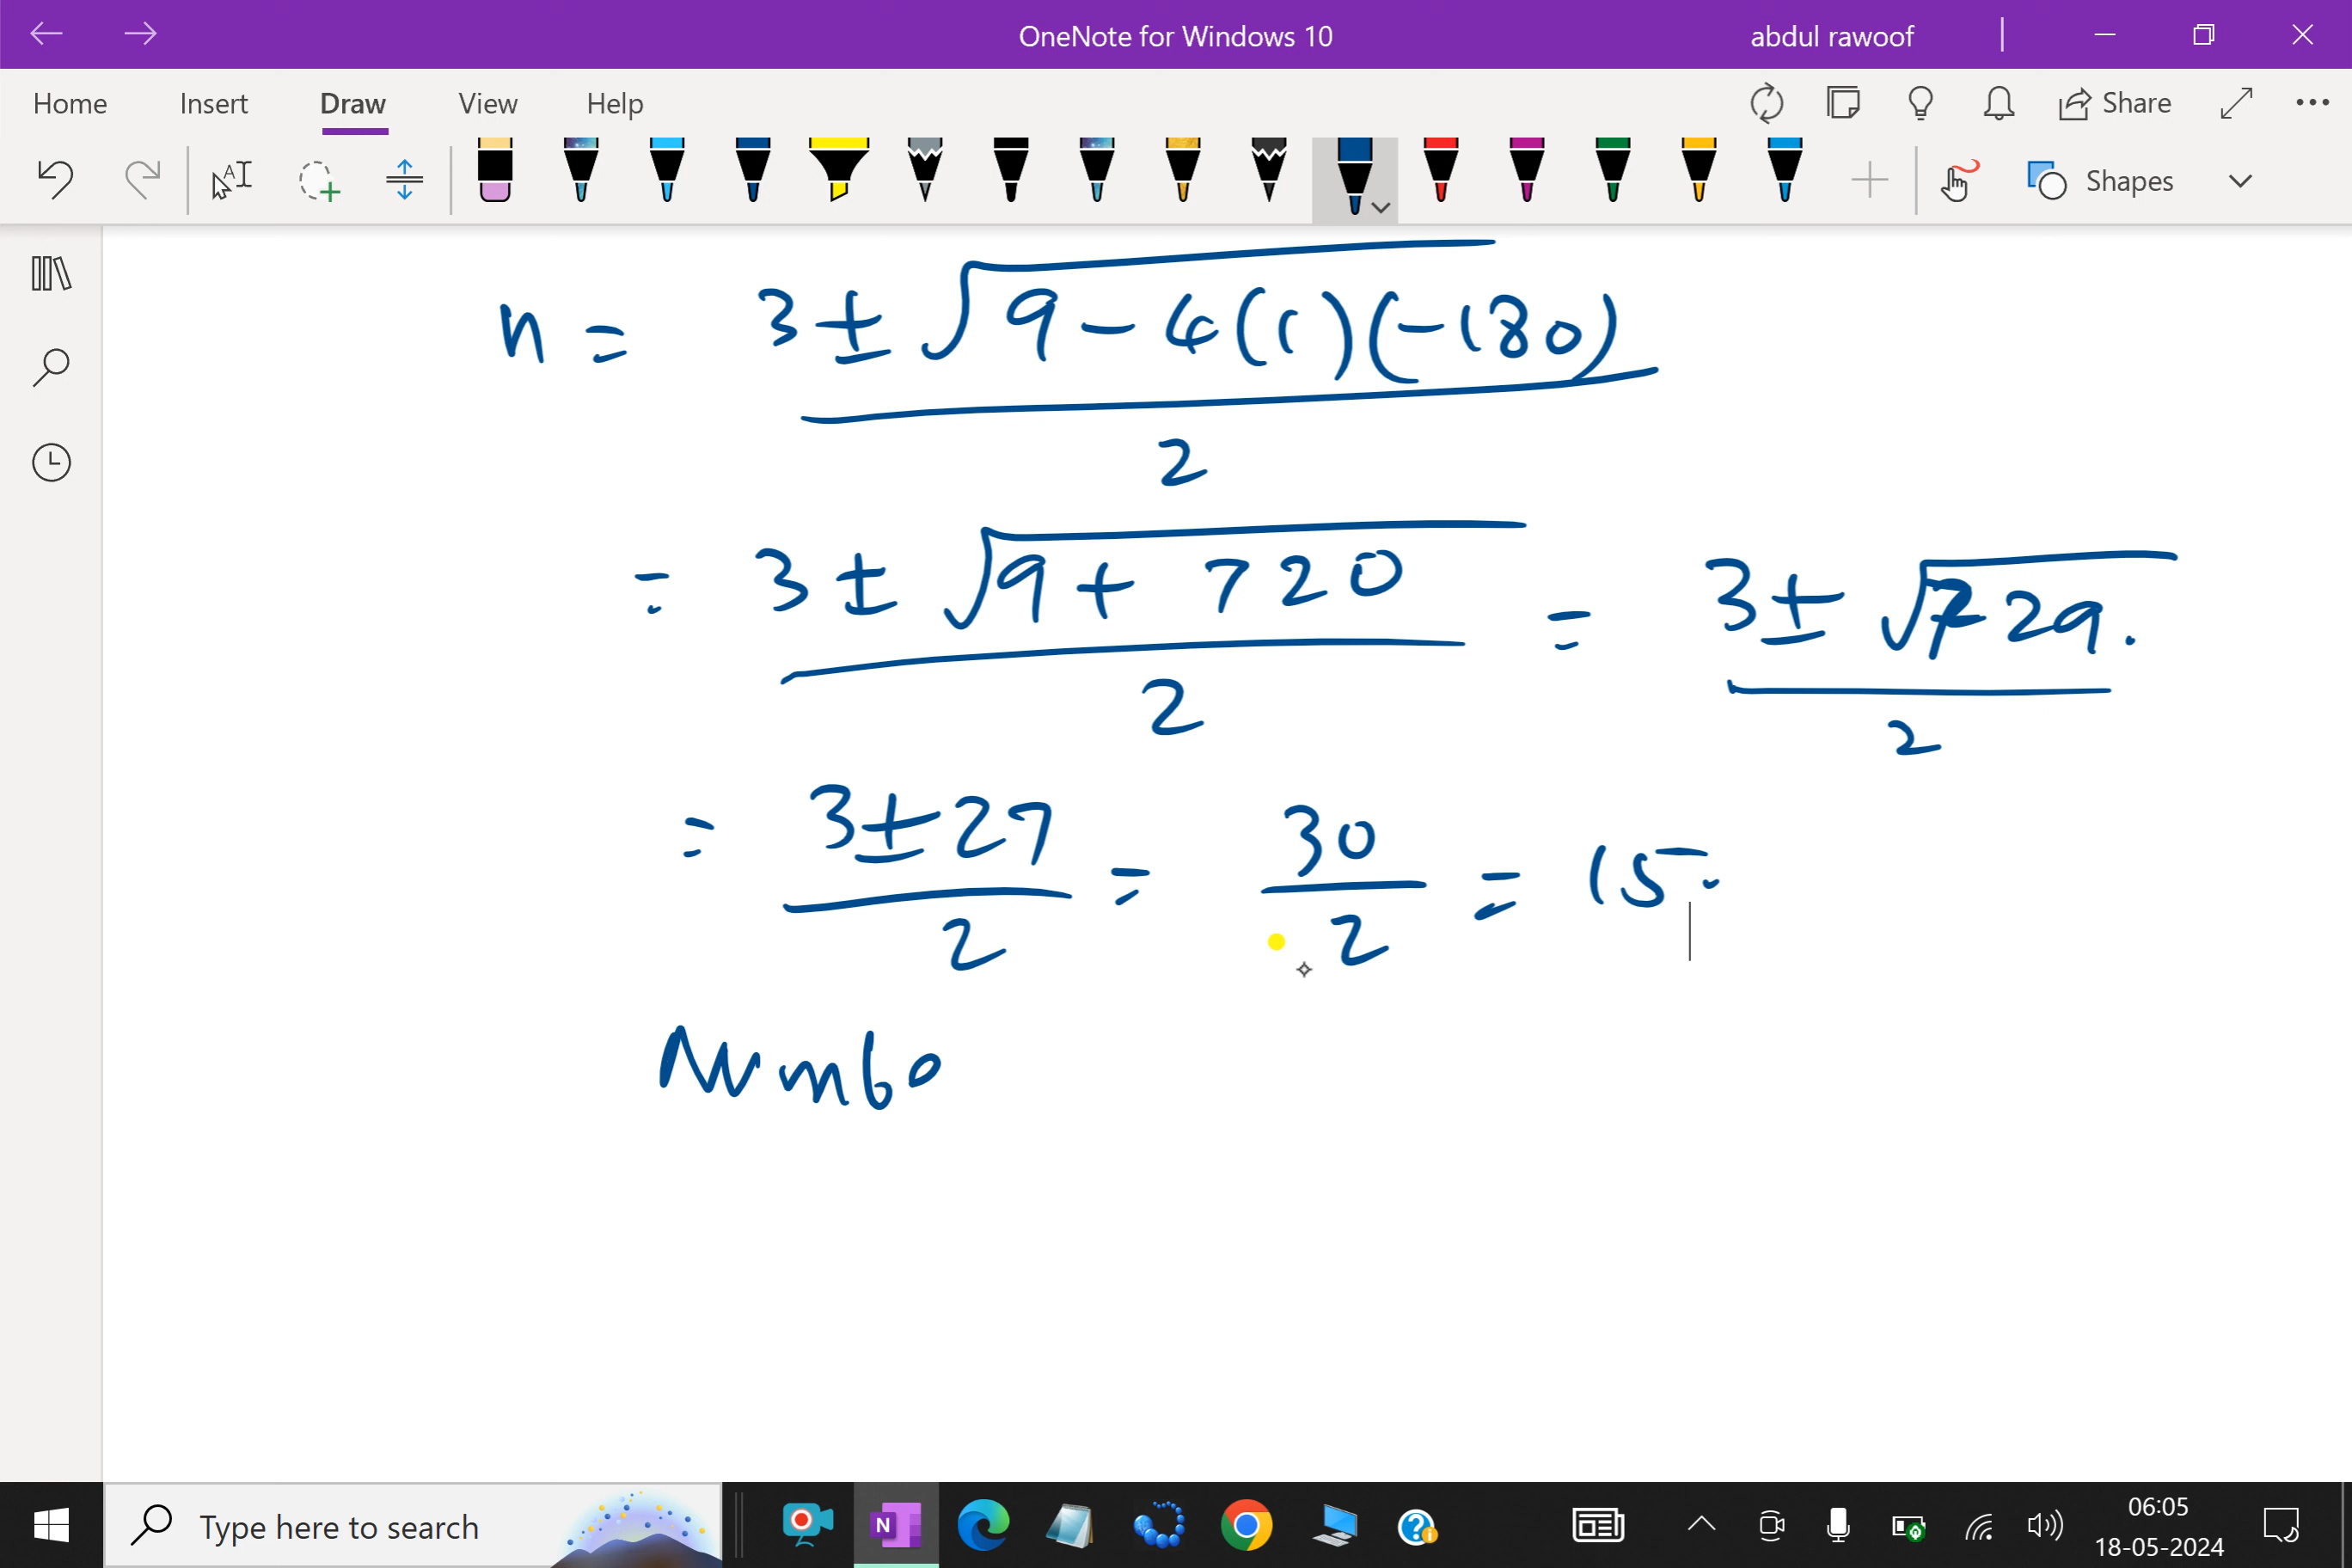 OneNote for Windows 10 abdul rawoof
Home Insert Draw View Help Share
Shapes
n = 3 ± √9 - 4(1)(-180)
2
= 3 ± √9 + 720 = 3 ± √729.
2 2
= 3 ± 27 = 30 = 15.
2 2
Numbe
Type here to search
06:05
18-05-2024